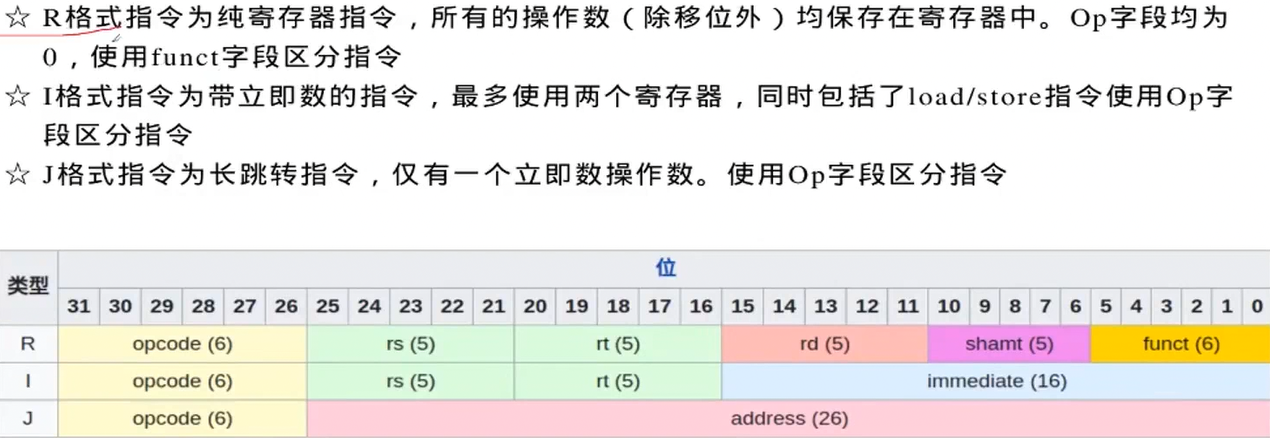 ☆ R格式指令为纯寄存器指令，所有的操作数（除移位外）均保存在寄存器中。Op字段均为
0，使用funct字段区分指令
☆ I格式指令为带立即数的指令，最多使用两个寄存器，同时包括了load/store指令使用Op字
段区分指令
☆ J格式指令为长跳转指令，仅有一个立即数操作数。使用Op字段区分指令
类型 位
31 30 29 28 27 26 25 24 23 22 21 20 19 18 17 16 15 14 13 12 11 10 9 8 7 6 5 4 3 2 1 0
R opcode (6) rs (5) rt (5) rd (5) shamt (5) funct (6)
I opcode (6) rs (5) rt (5) immediate (16)
J opcode (6) address (26)